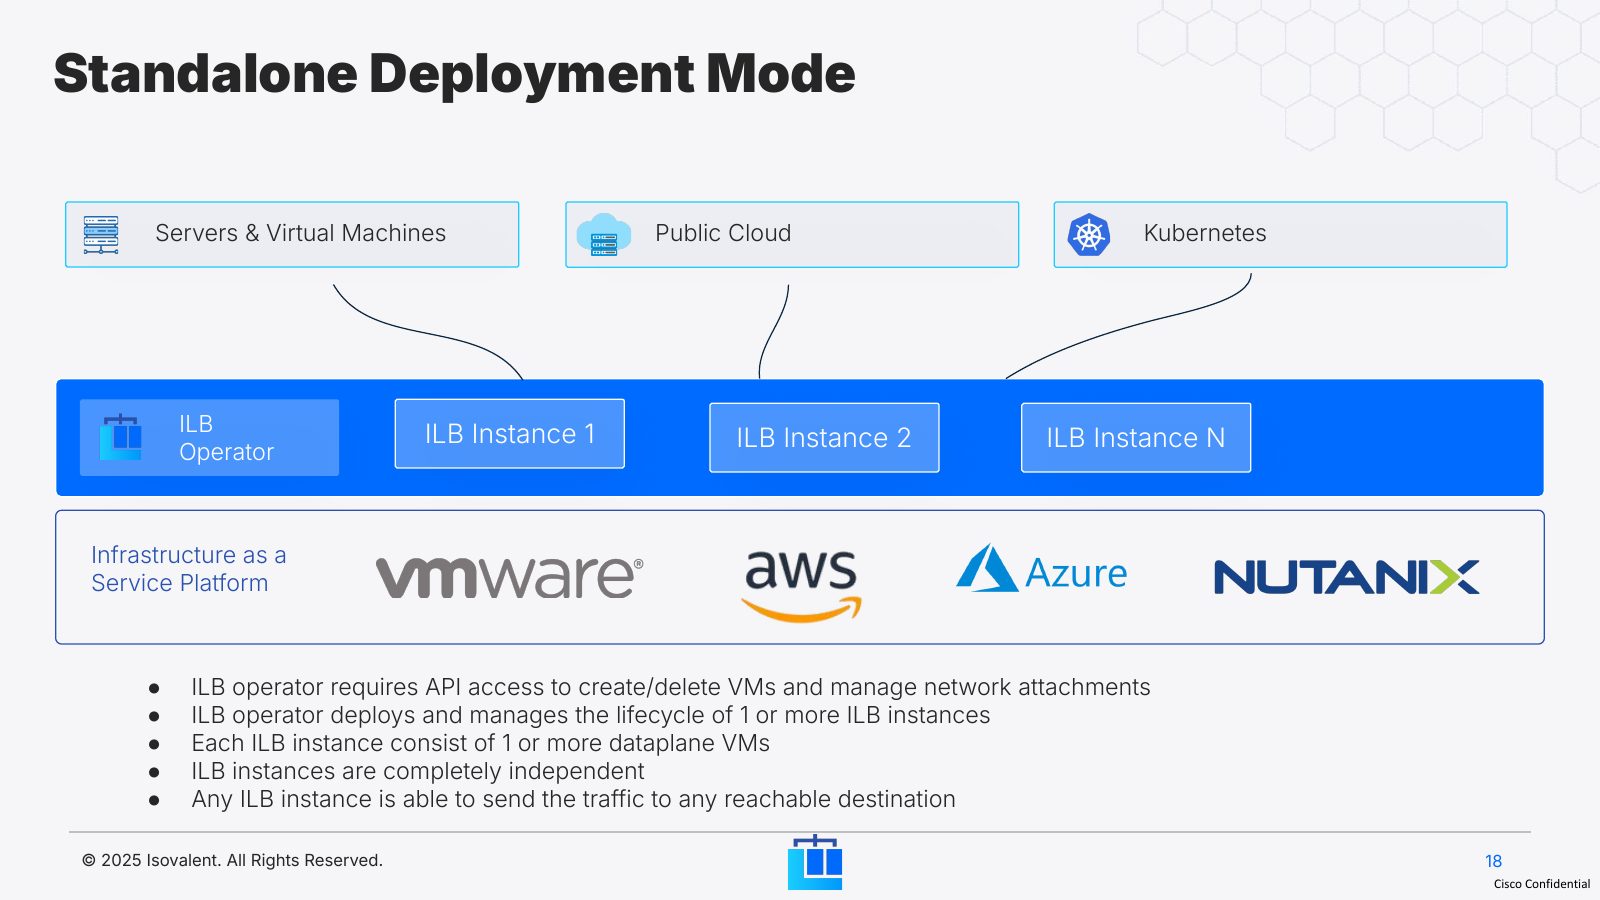 Standalone Deployment Mode
Servers & Virtual Machines
Public Cloud
Kubernetes
ILB
Operator
ILB Instance 1
ILB Instance 2
ILB Instance N
Infrastructure as a
Service Platform
vmware®
aws
Azure
NUTANIX
● ILB operator requires API access to create/delete VMs and manage network attachments
● ILB operator deploys and manages the lifecycle of 1 or more ILB instances
● Each ILB instance consist of 1 or more dataplane VMs
● ILB instances are completely independent
● Any ILB instance is able to send the traffic to any reachable destination
© 2025 Isovalent. All Rights Reserved.
18
Cisco Confidential